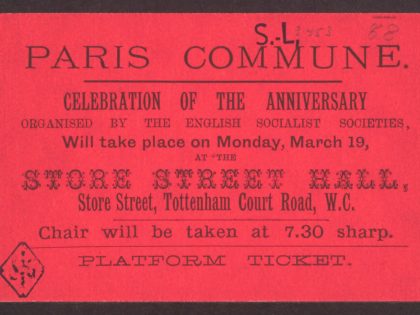 S.-L. 3453 88
PARIS COMMUNE.
CELEBRATION OF THE ANNIVERSARY
ORGANISED BY THE ENGLISH SOCIALIST SOCIETIES,
Will take place on Monday, March 19,
AT THE
STORE STREET HALL,
Store Street, Tottenham Court Road, W.C.
Chair will be taken at 7.30 sharp.
PLATFORM TICKET.